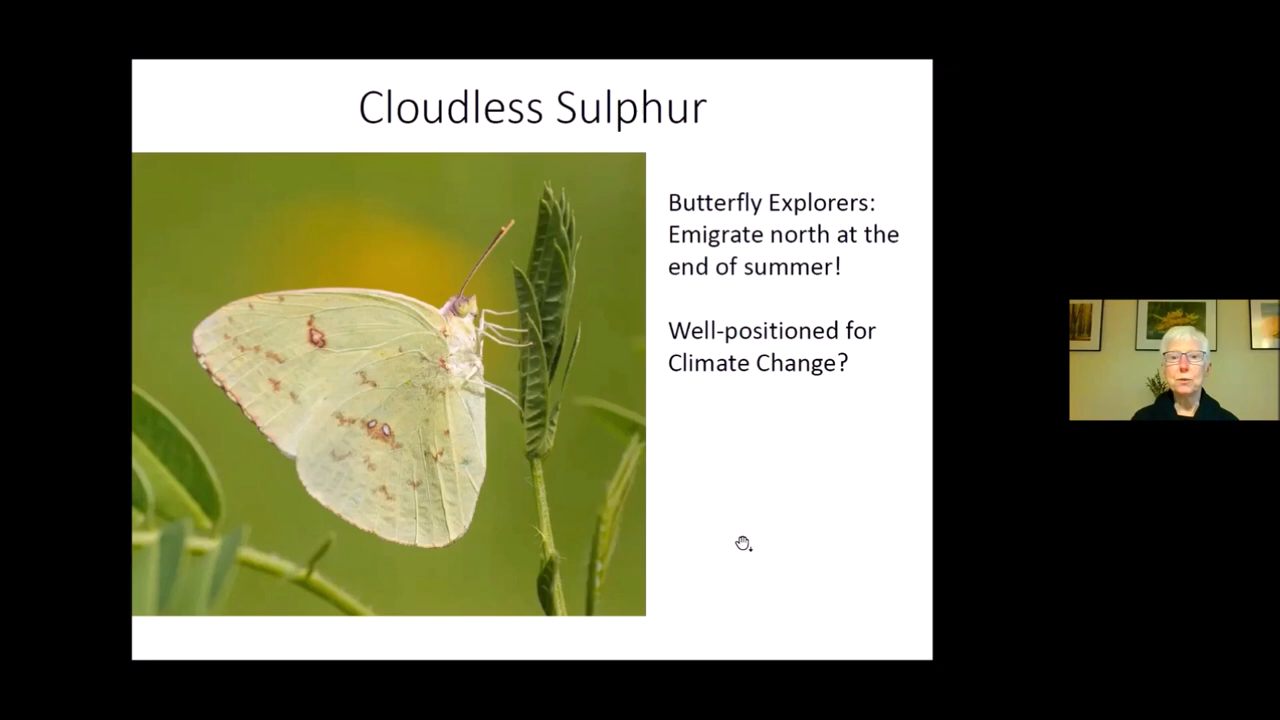 Cloudless Sulphur
Butterfly Explorers:
Emigrate north at the
end of summer!
Well-positioned for
Climate Change?